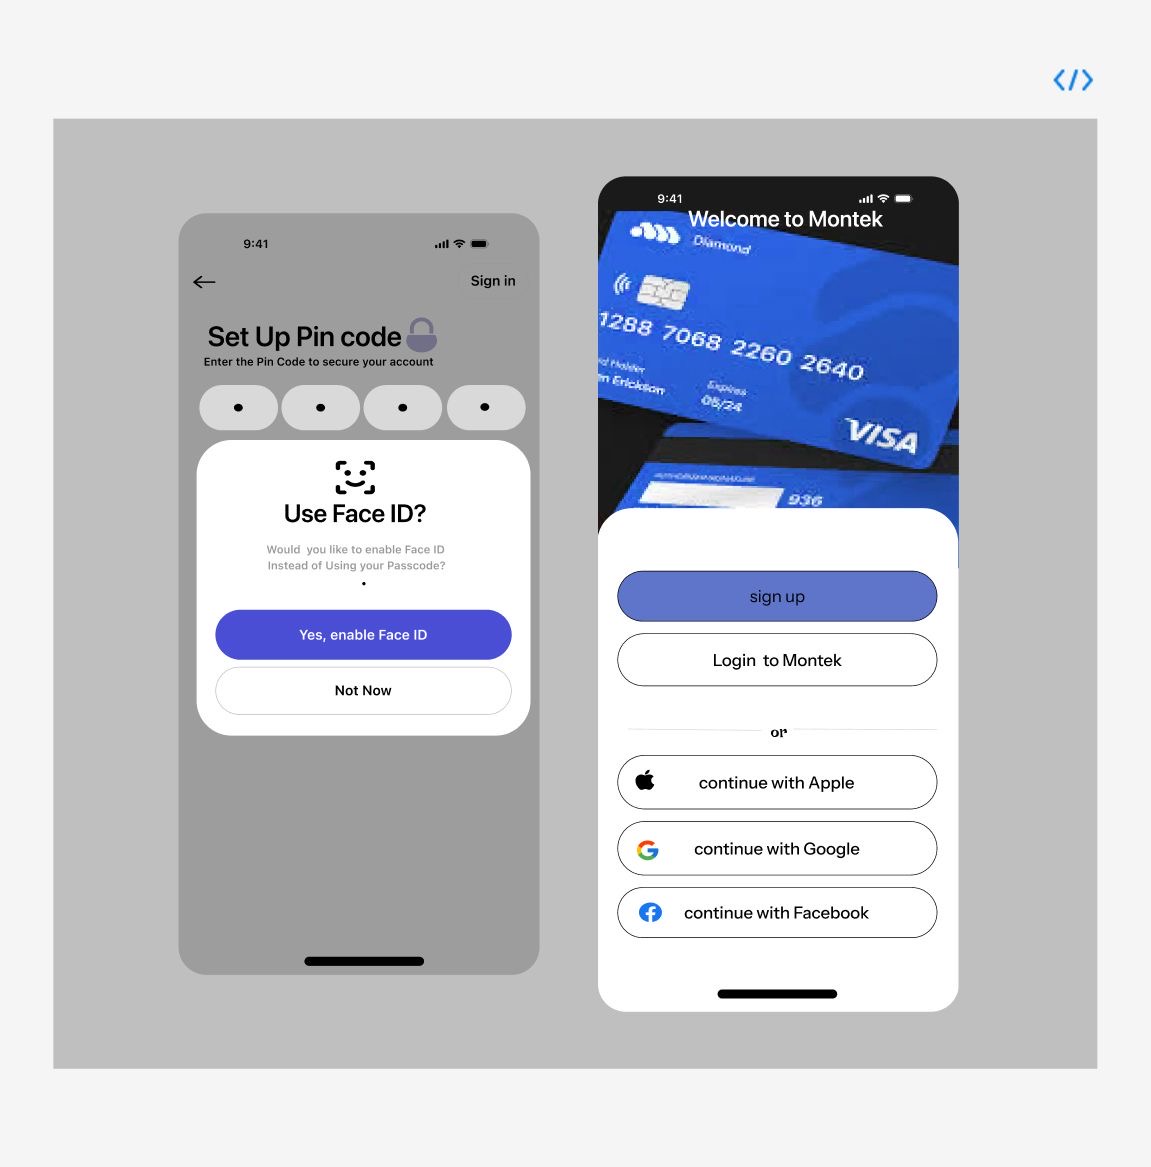 </>
9:41
Sign in
Set Up Pin code
Enter the Pin Code to secure your account
Use Face ID?
Would  you like to enable Face ID
Instead of Using your Passcode?
Yes, enable Face ID
Not Now
9:41
Welcome to Montek
Diamond
1288 7068 2260 2640
Holder
Erickson
Expires
05/24
VISA
AUTHORIZED SIGNATURE
936
sign up
Login  to Montek
or
continue with Apple
continue with Google
continue with Facebook